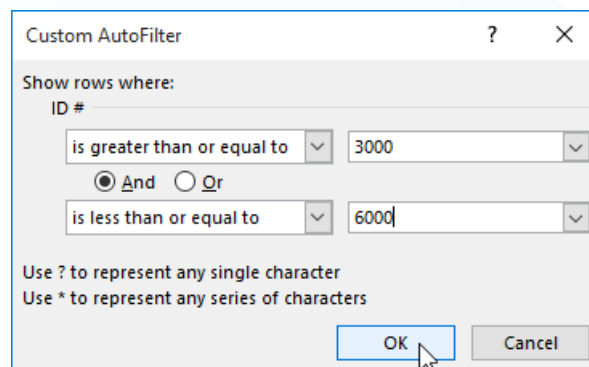 Custom AutoFilter ?
Show rows where:
ID #
is greater than or equal to 3000
And Or
is less than or equal to 6000
Use ? to represent any single character
Use * to represent any series of characters
OK Cancel